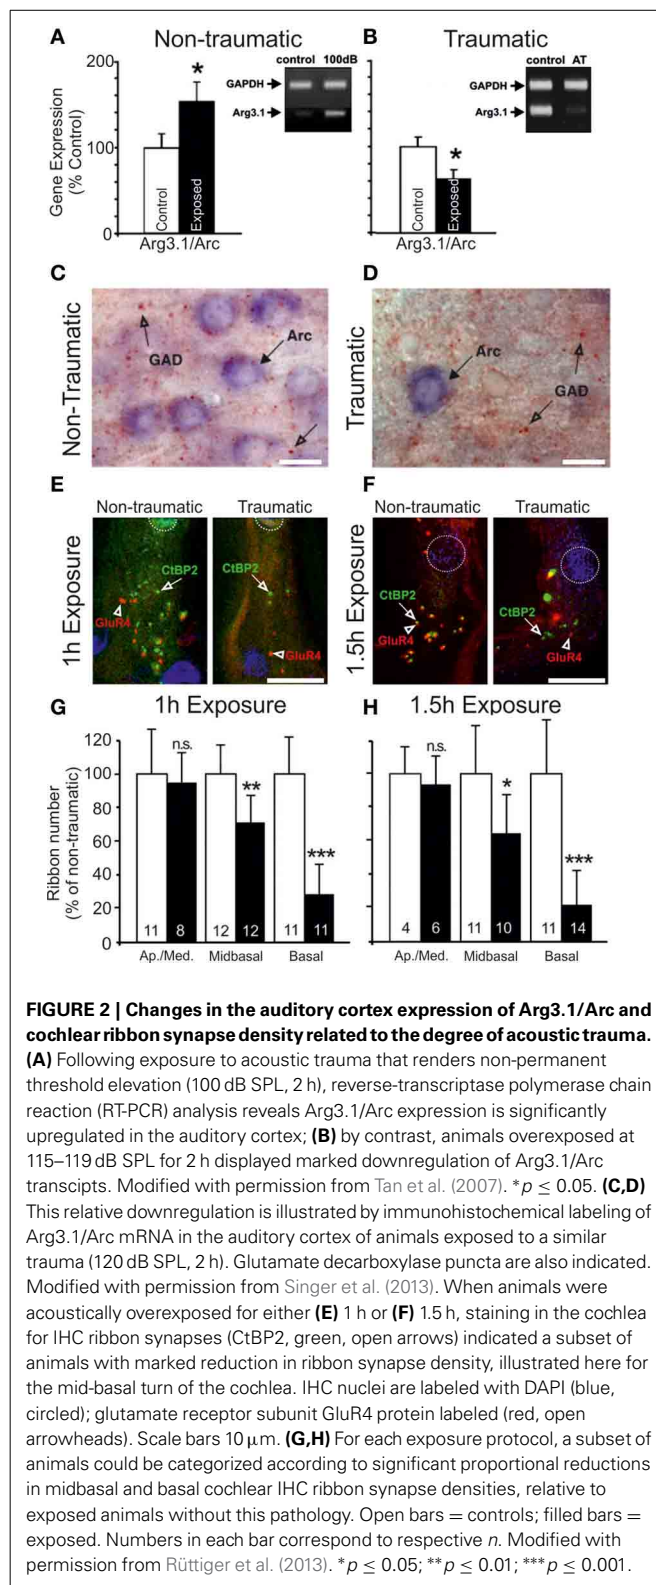 A Non-traumatic
B Traumatic
control 100dB
GAPDH
Arg3.1
control AT
GAPDH
Arg3.1
Gene Expression
(% Control)
200
100
0
*
*
Control
Exposed
Control
Exposed
Arg3.1/Arc
Arg3.1/Arc
C
D
Non-Traumatic
GAD
Arc
Traumatic
Arc
GAD
E
Non-traumatic
Traumatic
F
Non-traumatic
Traumatic
1h Exposure
CtBP2
GluR4
CtBP2
GluR4
1.5h Exposure
CtBP2
GluR4
CtBP2
GluR4
G 1h Exposure
H 1.5h Exposure
Ribbon number
(% of non-traumatic)
120
100
80
60
40
20
0
n.s.
**
***
11 8 12 12 11 11
Ap./Med. Midbasal Basal
n.s.
*
***
4 6 11 10 11 14
Ap./Med. Midbasal Basal
FIGURE 2 | Changes in the auditory cortex expression of Arg3.1/Arc and
cochlear ribbon synapse density related to the degree of acoustic trauma.
(A) Following exposure to acoustic trauma that renders non-permanent
threshold elevation (100 dB SPL, 2 h), reverse-transcriptase polymerase chain
reaction (RT-PCR) analysis reveals Arg3.1/Arc expression is significantly
upregulated in the auditory cortex; (B) by contrast, animals overexposed at
115–119 dB SPL for 2 h displayed marked downregulation of Arg3.1/Arc
transcipts. Modified with permission from Tan et al. (2007). *p ≤ 0.05. (C,D)
This relative downregulation is illustrated by immunohistochemical labeling of
Arg3.1/Arc mRNA in the auditory cortex of animals exposed to a similar
trauma (120 dB SPL, 2 h). Glutamate decarboxylase puncta are also indicated.
Modified with permission from Singer et al. (2013). When animals were
acoustically overexposed for either (E) 1 h or (F) 1.5 h, staining in the cochlea
for IHC ribbon synapses (CtBP2, green, open arrows) indicated a subset of
animals with marked reduction in ribbon synapse density, illustrated here for
the mid-basal turn of the cochlea. IHC nuclei are labeled with DAPI (blue,
circled); glutamate receptor subunit GluR4 protein labeled (red, open
arrowheads). Scale bars 10 μm. (G,H) For each exposure protocol, a subset of
animals could be categorized according to significant proportional reductions
in midbasal and basal cochlear IHC ribbon synapse densities, relative to
exposed animals without this pathology. Open bars = controls; filled bars =
exposed. Numbers in each bar correspond to respective n. Modified with
permission from Rüttiger et al. (2013). *p ≤ 0.05; **p ≤ 0.01; ***p ≤ 0.001.